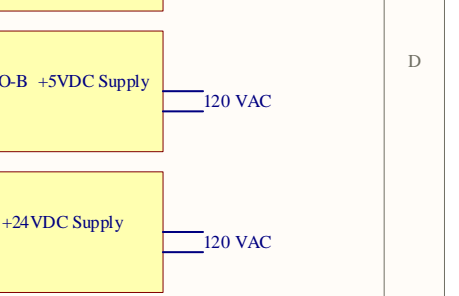 D
O-B +5VDC Supply
120 VAC
+24VDC Supply
120 VAC